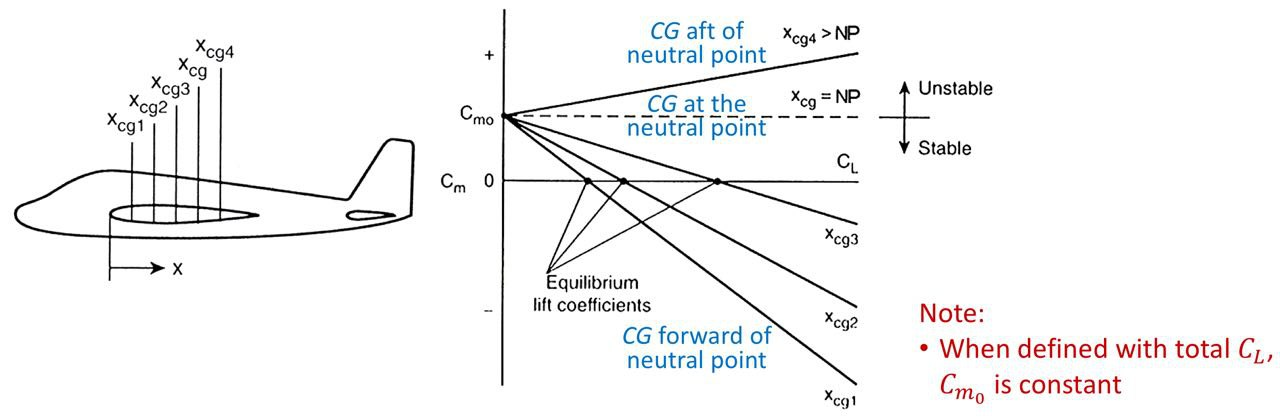 x_cg4
x_cg
x_cg3
x_cg2
x_cg1
x
CG aft of
neutral point
x_cg4 > NP
+
CG at the
neutral point
x_cg = NP
Unstable
Stable
C_mo
C_L
C_m 0
x_cg3
Equilibrium
lift coefficients
–
x_cg2
CG forward of
neutral point
x_cg1
Note:
• When defined with total C_L,
C_m₀ is constant